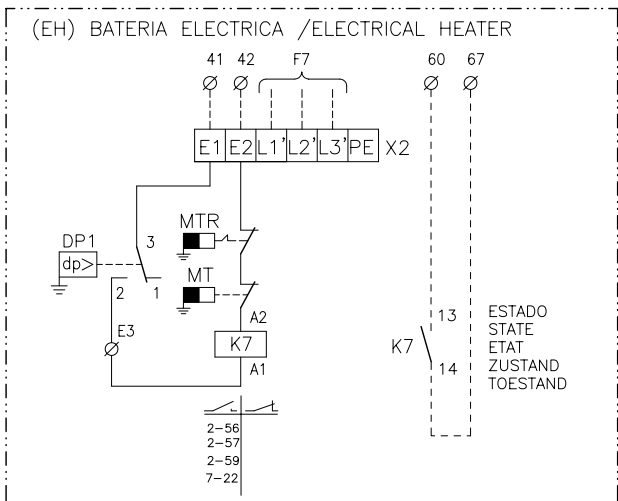 (EH) BATERIA ELECTRICA /ELECTRICAL HEATER
41 42 F7 60 67
E1 E2 L1' L2' L3' PE X2
MTR
DP1 3
dp>
MT
2 1
A2
E3
K7
A1
13
K7
14
ESTADO
STATE
ETAT
ZUSTAND
TOESTAND
2-56
2-57
2-59
7-22